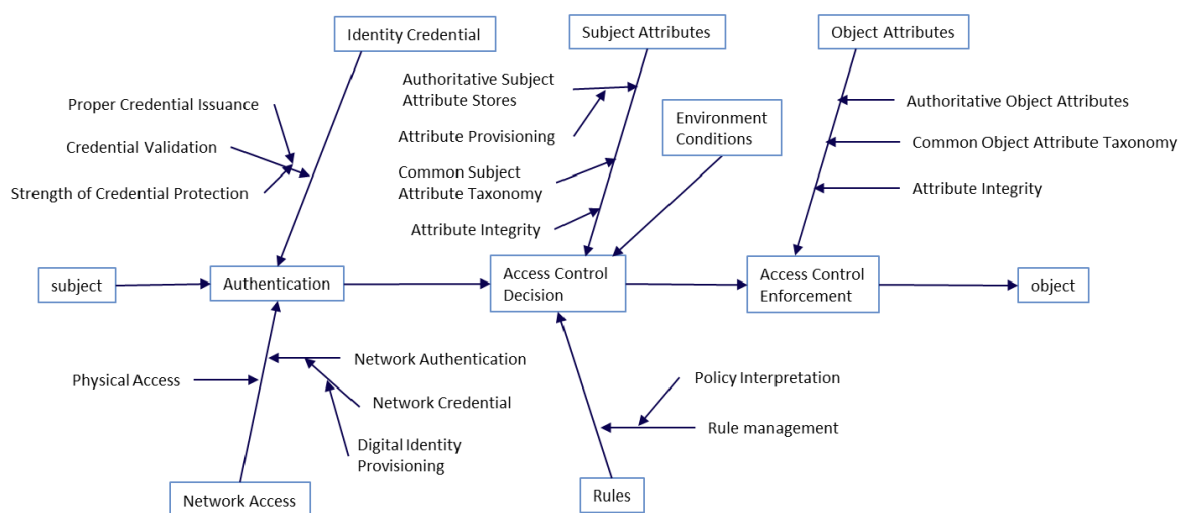 Identity Credential
Subject Attributes
Object Attributes
Proper Credential Issuance
Credential Validation
Strength of Credential Protection
Authoritative Subject
Attribute Stores
Attribute Provisioning
Common Subject
Attribute Taxonomy
Attribute Integrity
Environment
Conditions
Authoritative Object Attributes
Common Object Attribute Taxonomy
Attribute Integrity
subject
Authentication
Access Control
Decision
Access Control
Enforcement
object
Physical Access
Network Authentication
Network Credential
Digital Identity
Provisioning
Policy Interpretation
Rule management
Network Access
Rules